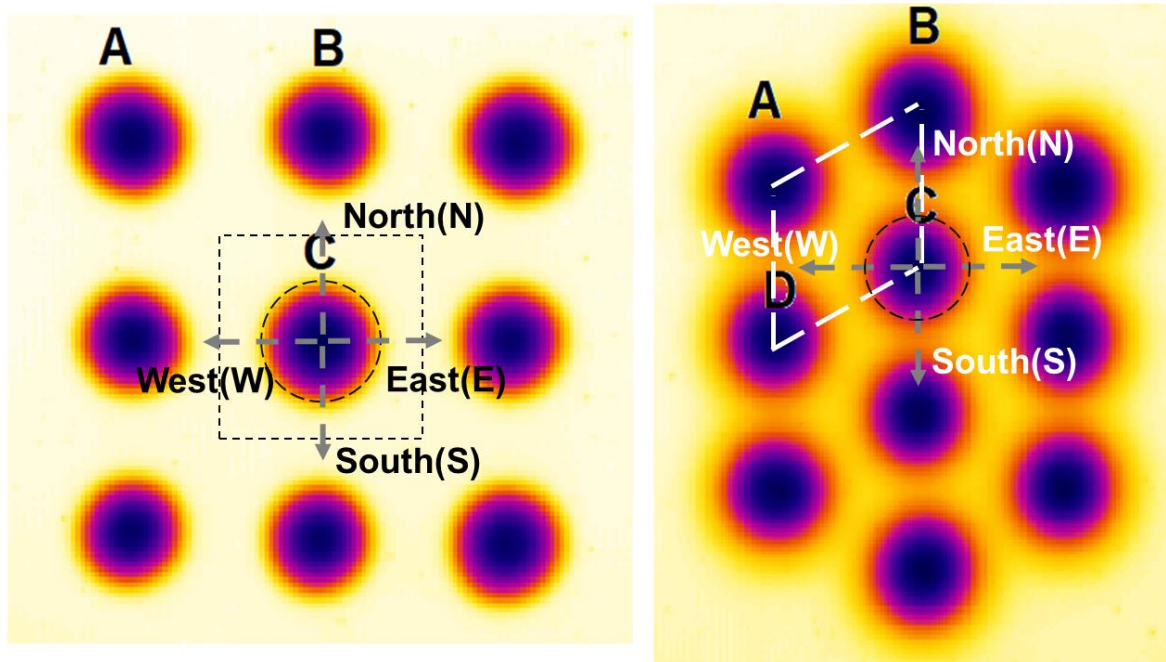 A
B
North(N)
C
West(W)
East(E)
South(S)
B
A
North(N)
C
West(W)
East(E)
D
South(S)